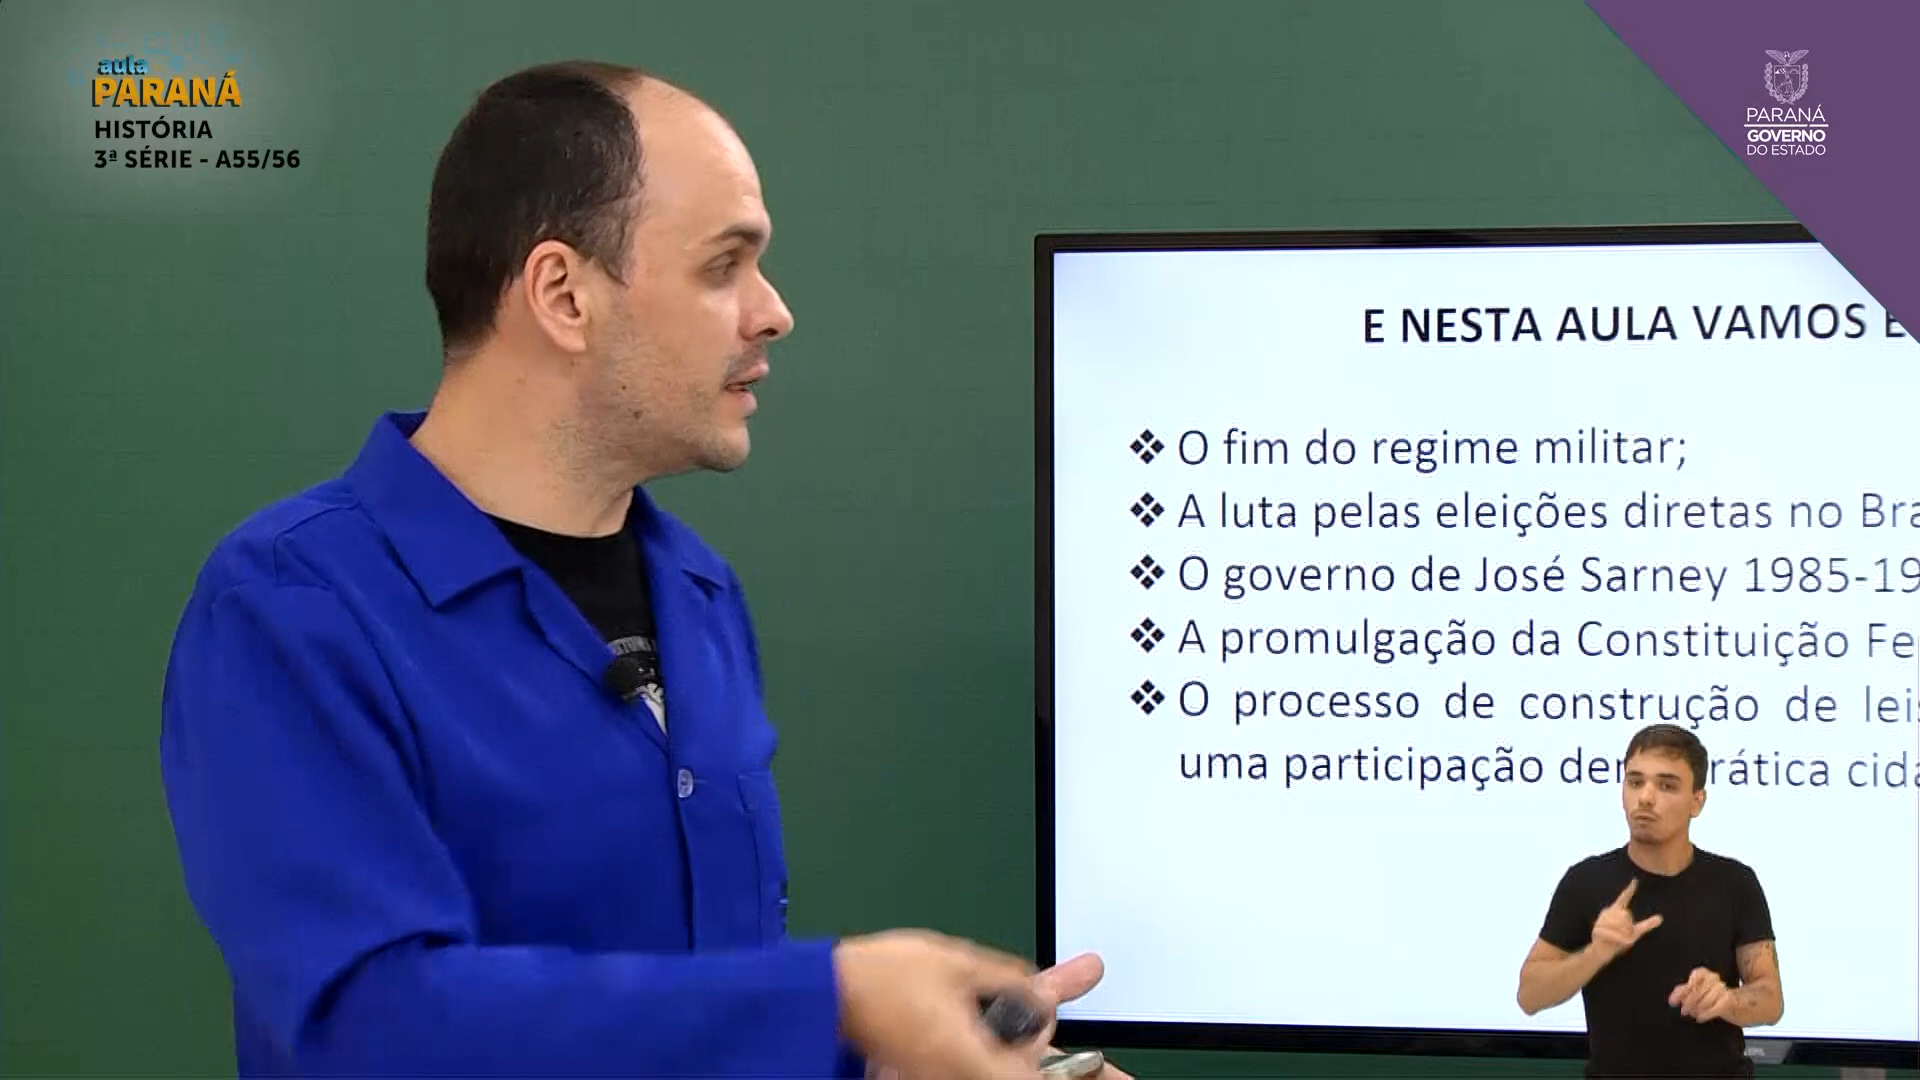 aula
PARANÁ
HISTÓRIA
3ª SÉRIE - A55/56
PARANÁ
GOVERNO
DO ESTADO
E NESTA AULA VAMOS
❖ O fim do regime militar;
❖ A luta pelas eleições diretas no
❖ O governo de José Sarney
❖ A promulgação da Constituição
❖ O processo de construção de
uma participação